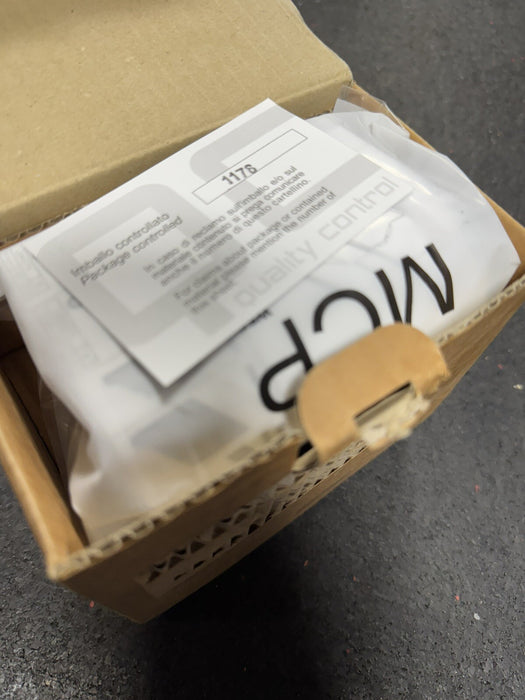 1178
Imballo controllato
Package controlled
In caso di reclamo sull'imballo e/o sul
materiale contenuto si prega comunicare
anche il numero di questo cartellino.
For claims about package or contained
material please mention the number of
this sheet.
quality control
MCP